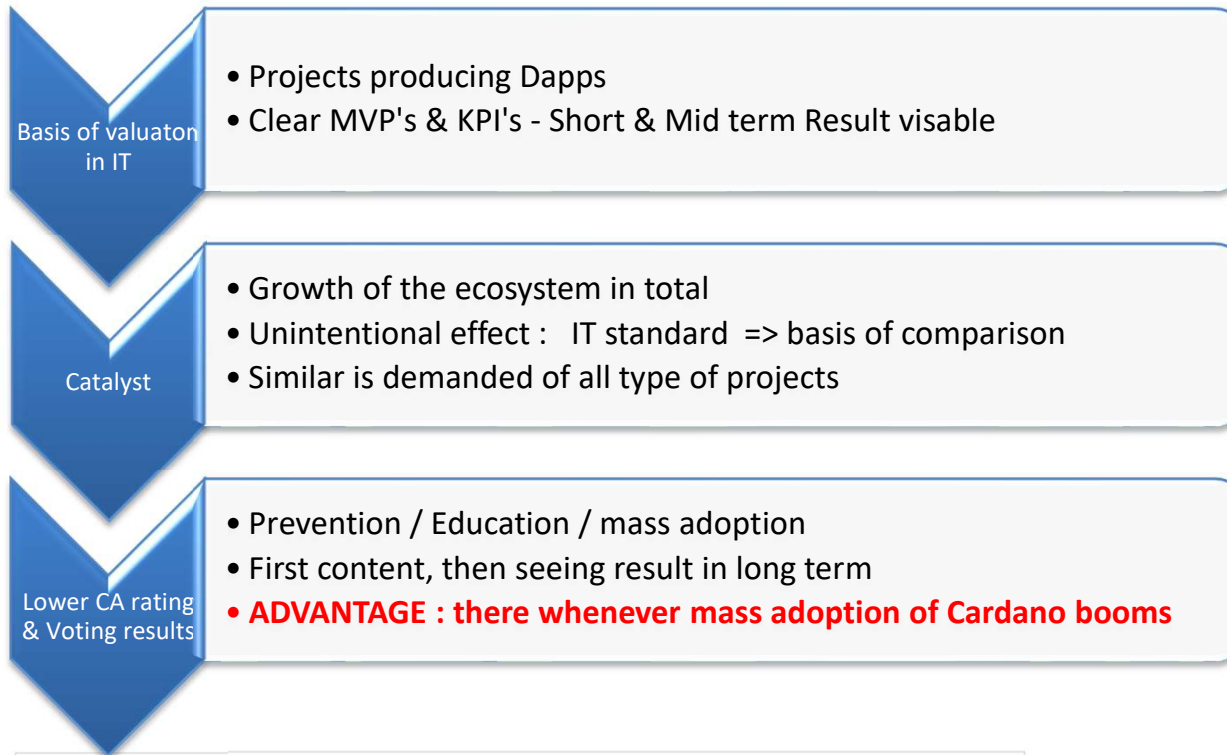 Basis of valuaton
in IT
• Projects producing Dapps
• Clear MVP's & KPI's - Short & Mid term Result visable
Catalyst
• Growth of the ecosystem in total
• Unintentional effect : IT standard => basis of comparison
• Similar is demanded of all type of projects
Lower CA rating
& Voting results
• Prevention / Education / mass adoption
• First content, then seeing result in long term
• ADVANTAGE : there whenever mass adoption of Cardano booms